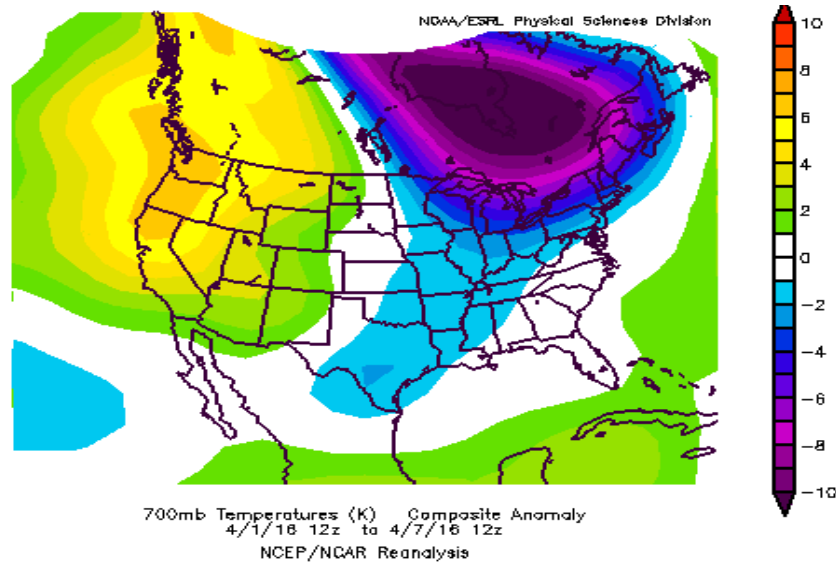 NOAA/ESRL Physical Sciences Division
10
8
6
4
2
0
-2
-4
-6
-8
-10
700mb Temperatures (K) Composite Anomaly
4/1/16 12z to 4/7/16 12z
NCEP/NCAR Reanalysis